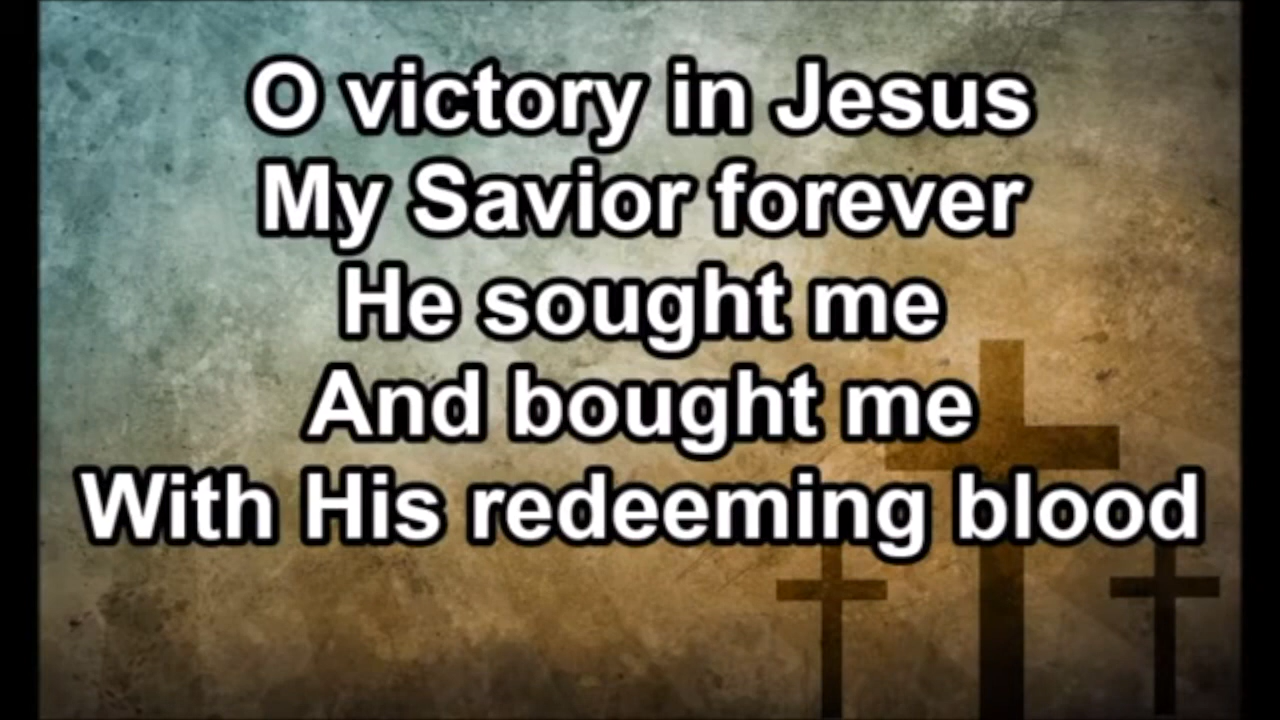 O victory in Jesus
My Savior forever
He sought me
And bought me
With His redeeming blood